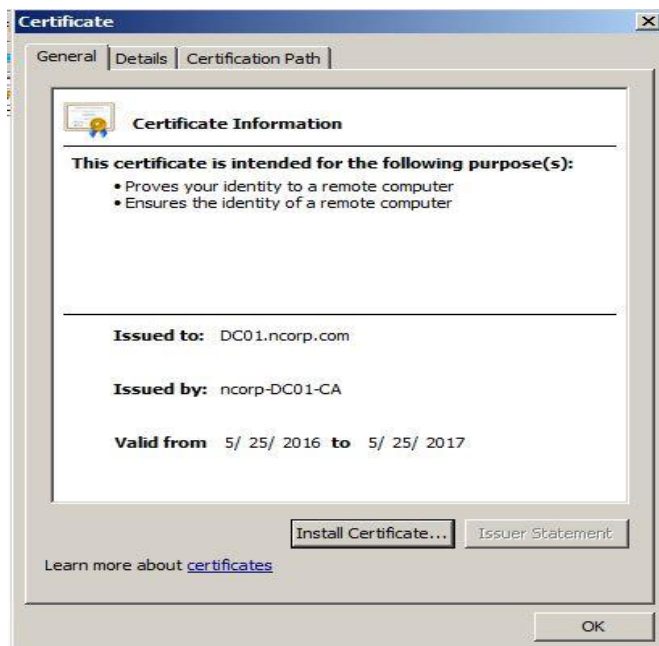 Certificate
General Details Certification Path
Certificate Information
This certificate is intended for the following purpose(s):
• Proves your identity to a remote computer
• Ensures the identity of a remote computer
Issued to: DC01.ncorp.com
Issued by: ncorp-DC01-CA
Valid from 5/ 25/ 2016 to 5/ 25/ 2017
Install Certificate... Issuer Statement
Learn more about certificates
OK